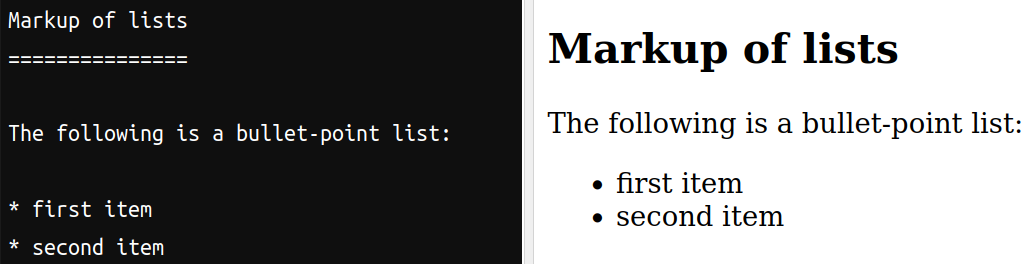 Markup of lists
===============
The following is a bullet-point list:
* first item
* second item
Markup of lists
The following is a bullet-point list:
• first item
• second item